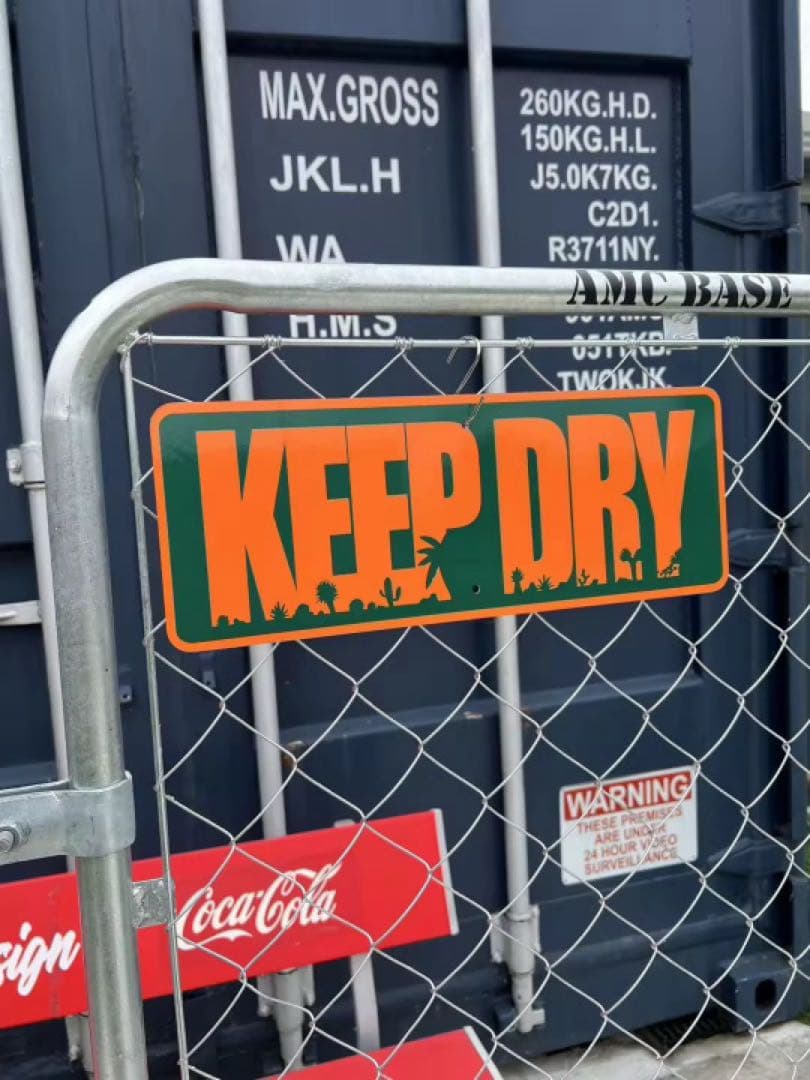 MAX.GROSS
260KG.H.D.
150KG.H.L.
JKL.H
J5.0K7KG.
C2D1.
WA
R3711NY.
AMC BASE
H.M.S
051TKD.
TWOKJK.
KEEP DRY
WARNING
THESE PREMISES
ARE UNDER
24 HOUR VIDEO
SURVEILLANCE
Coca-Cola
sign